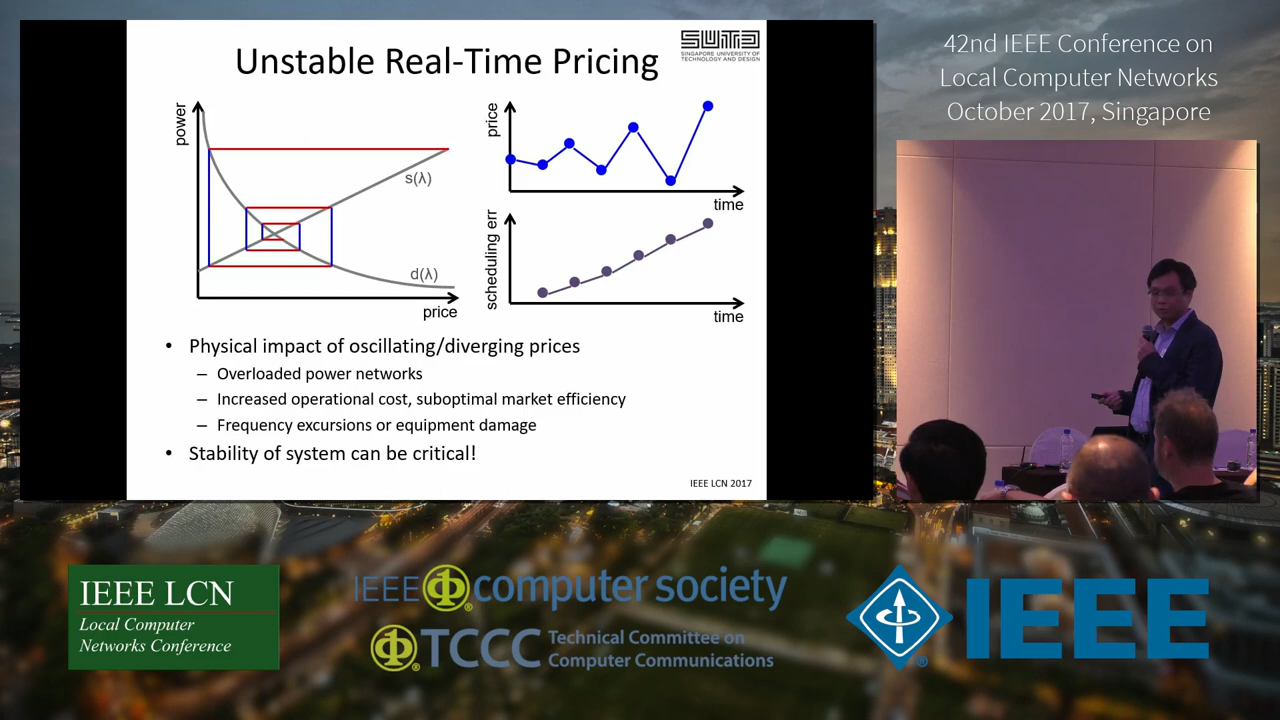 Unstable Real-Time Pricing
SUTD
SINGAPORE UNIVERSITY OF
TECHNOLOGY AND DESIGN
power
s(λ)
d(λ)
price
price
time
scheduling err
time
• Physical impact of oscillating/diverging prices
– Overloaded power networks
– Increased operational cost, suboptimal market efficiency
– Frequency excursions or equipment damage
• Stability of system can be critical!
IEEE LCN 2017
42nd IEEE Conference on
Local Computer Networks
October 2017, Singapore
IEEE LCN
Local Computer
Networks Conference
IEEE computer society
TCCC Technical Committee on
Computer Communications
IEEE